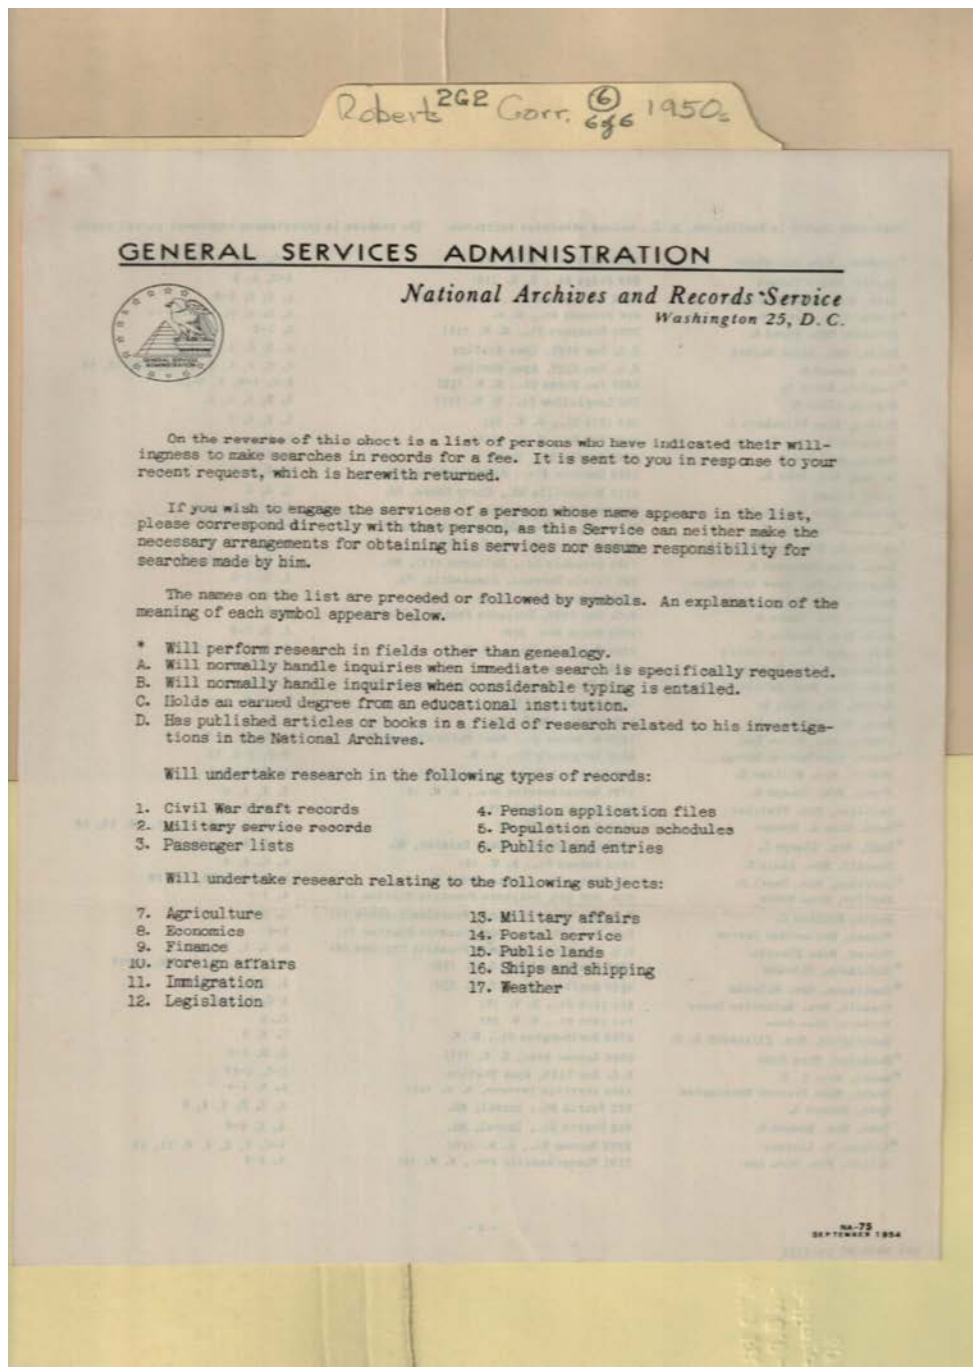 Roberts 2G2 Corr. 6 1950s
6 of 6
GENERAL SERVICES ADMINISTRATION
National Archives and Records Service
Washington 25, D. C.
GENERAL SERVICES
ADMINISTRATION
On the reverse of this sheet is a list of persons who have indicated their will-
ingness to make searches in records for a fee. It is sent to you in response to your
recent request, which is herewith returned.
If you wish to engage the services of a person whose name appears in the list,
please correspond directly with that person, as this Service can neither make the
necessary arrangements for obtaining his services nor assume responsibility for
searches made by him.
The names on the list are preceded or followed by symbols. An explanation of the
meaning of each symbol appears below.
* Will perform research in fields other than genealogy.
A. Will normally handle inquiries when immediate search is specifically requested.
B. Will normally handle inquiries when considerable typing is entailed.
C. Holds an earned degree from an educational institution.
D. Has published articles or books in a field of research related to his investiga-
tions in the National Archives.
Will undertake research in the following types of records:
1. Civil War draft records
2. Military service records
3. Passenger lists
4. Pension application files
5. Population census schedules
6. Public land entries
Will undertake research relating to the following subjects:
7. Agriculture
8. Economics
9. Finance
10. Foreign affairs
11. Immigration
12. Legislation
13. Military affairs
14. Postal service
15. Public lands
16. Ships and shipping
17. Weather
NA-75
SEPTEMBER 1954